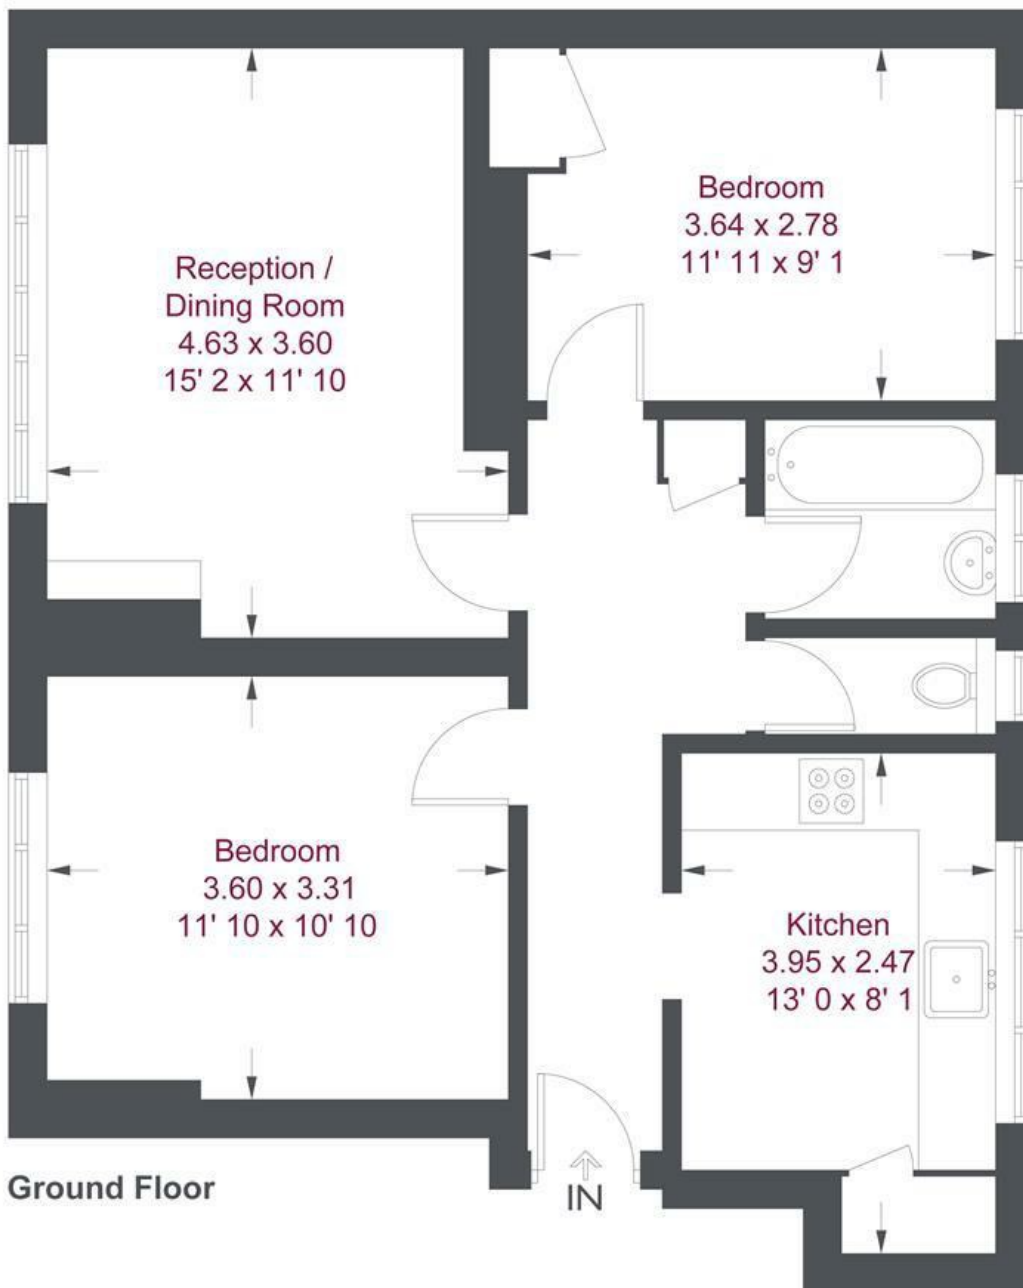 Reception /
Dining Room
4.63 x 3.60
15' 2 x 11' 10
Bedroom
3.64 x 2.78
11' 11 x 9' 1
Bedroom
3.60 x 3.31
11' 10 x 10' 10
Kitchen
3.95 x 2.47
13' 0 x 8' 1
Ground Floor
IN